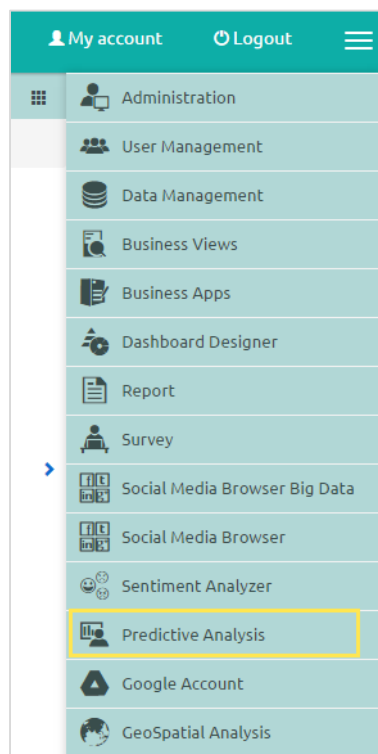 My account Logout
Administration
User Management
Data Management
Business Views
Business Apps
Dashboard Designer
Report
Survey
Social Media Browser Big Data
Social Media Browser
Sentiment Analyzer
Predictive Analysis
Google Account
GeoSpatial Analysis